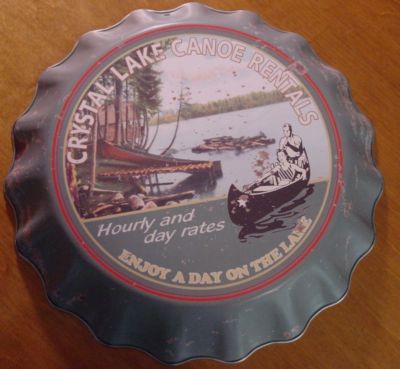 CRYSTAL LAKE CANOE RENTALS
Hourly and
day rates
ENJOY A DAY ON THE LAKE